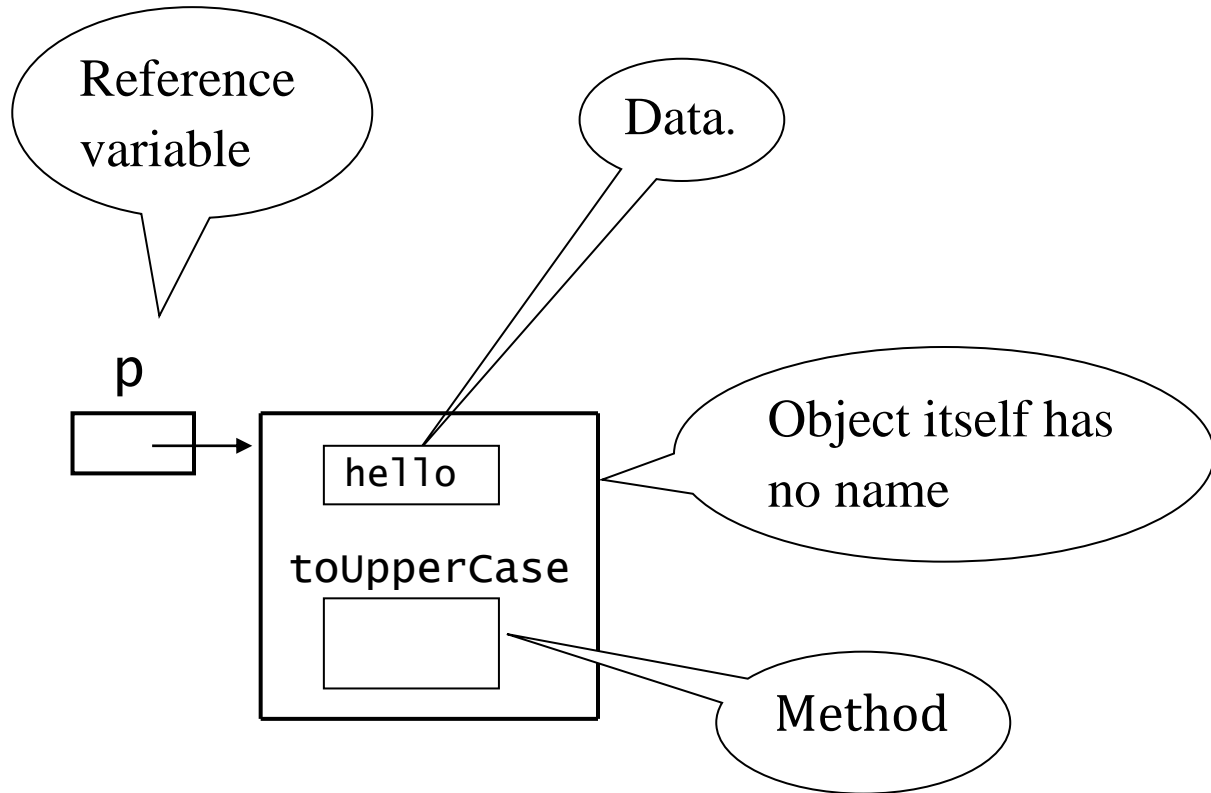 Reference
variable
Data.
p
hello
Object itself has
no name
toUpperCase
Method